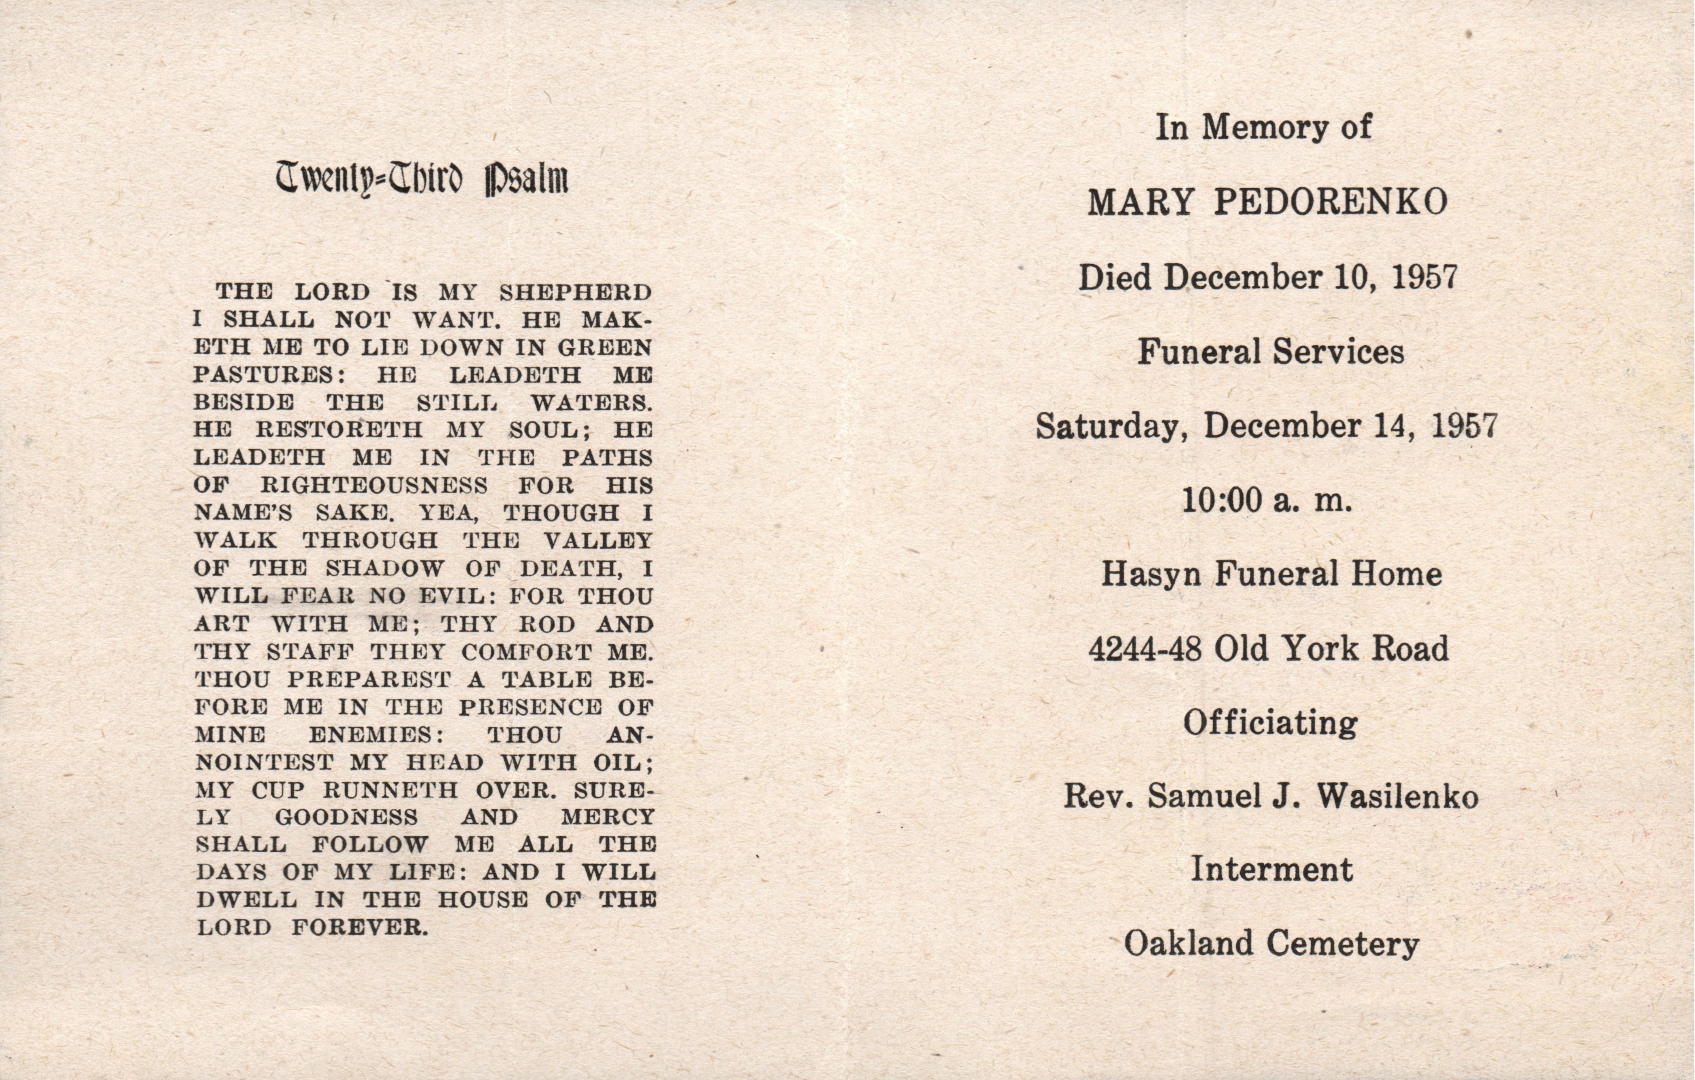 Twenty-Third Psalm
THE LORD IS MY SHEPHERD
I SHALL NOT WANT. HE MAK-
ETH ME TO LIE DOWN IN GREEN
PASTURES: HE LEADETH ME
BESIDE THE STILL WATERS.
HE RESTORETH MY SOUL; HE
LEADETH ME IN THE PATHS
OF RIGHTEOUSNESS FOR HIS
NAME'S SAKE. YEA, THOUGH I
WALK THROUGH THE VALLEY
OF THE SHADOW OF DEATH, I
WILL FEAR NO EVIL: FOR THOU
ART WITH ME; THY ROD AND
THY STAFF THEY COMFORT ME.
THOU PREPAREST A TABLE BE-
FORE ME IN THE PRESENCE OF
MINE ENEMIES: THOU AN-
NOINTEST MY HEAD WITH OIL;
MY CUP RUNNETH OVER. SURE-
LY GOODNESS AND MERCY
SHALL FOLLOW ME ALL THE
DAYS OF MY LIFE: AND I WILL
DWELL IN THE HOUSE OF THE
LORD FOREVER.
In Memory of
MARY PEDORENKO
Died December 10, 1957
Funeral Services
Saturday, December 14, 1957
10:00 a. m.
Hasyn Funeral Home
4244-48 Old York Road
Officiating
Rev. Samuel J. Wasilenko
Interment
Oakland Cemetery